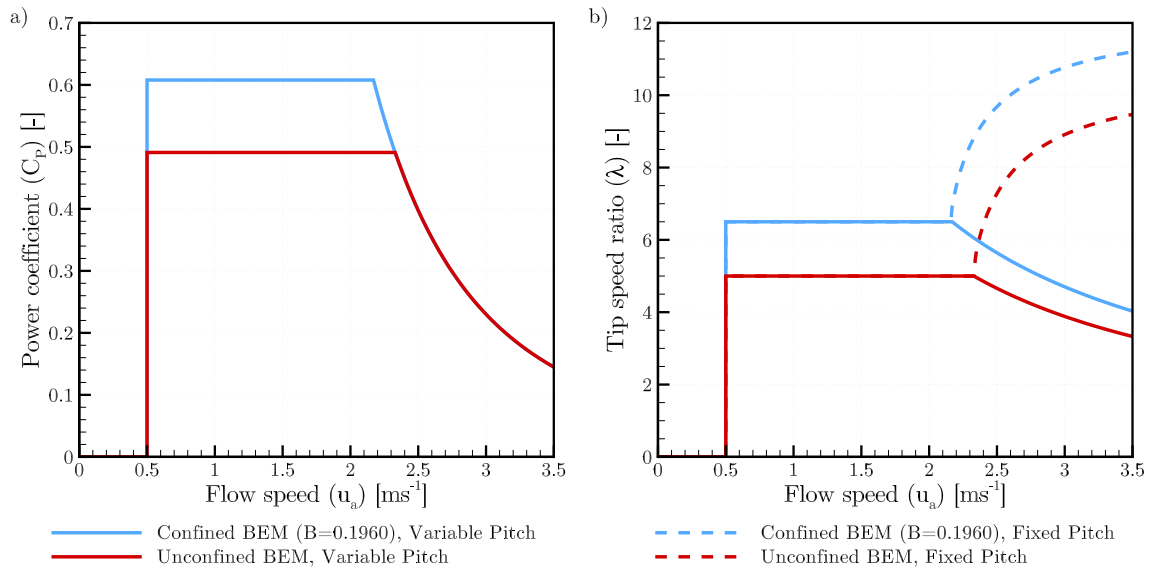 a)
Power coefficient (C_P) [-]
0.7
0.6
0.5
0.4
0.3
0.2
0.1
0
0 0.5 1 1.5 2 2.5 3 3.5
Flow speed (u_a) [ms⁻¹]
b)
Tip speed ratio (λ) [-]
12
10
8
6
4
2
0
0 0.5 1 1.5 2 2.5 3 3.5
Flow speed (u_a) [ms⁻¹]
Confined BEM (B=0.1960), Variable Pitch
Unconfined BEM, Variable Pitch
Confined BEM (B=0.1960), Fixed Pitch
Unconfined BEM, Fixed Pitch